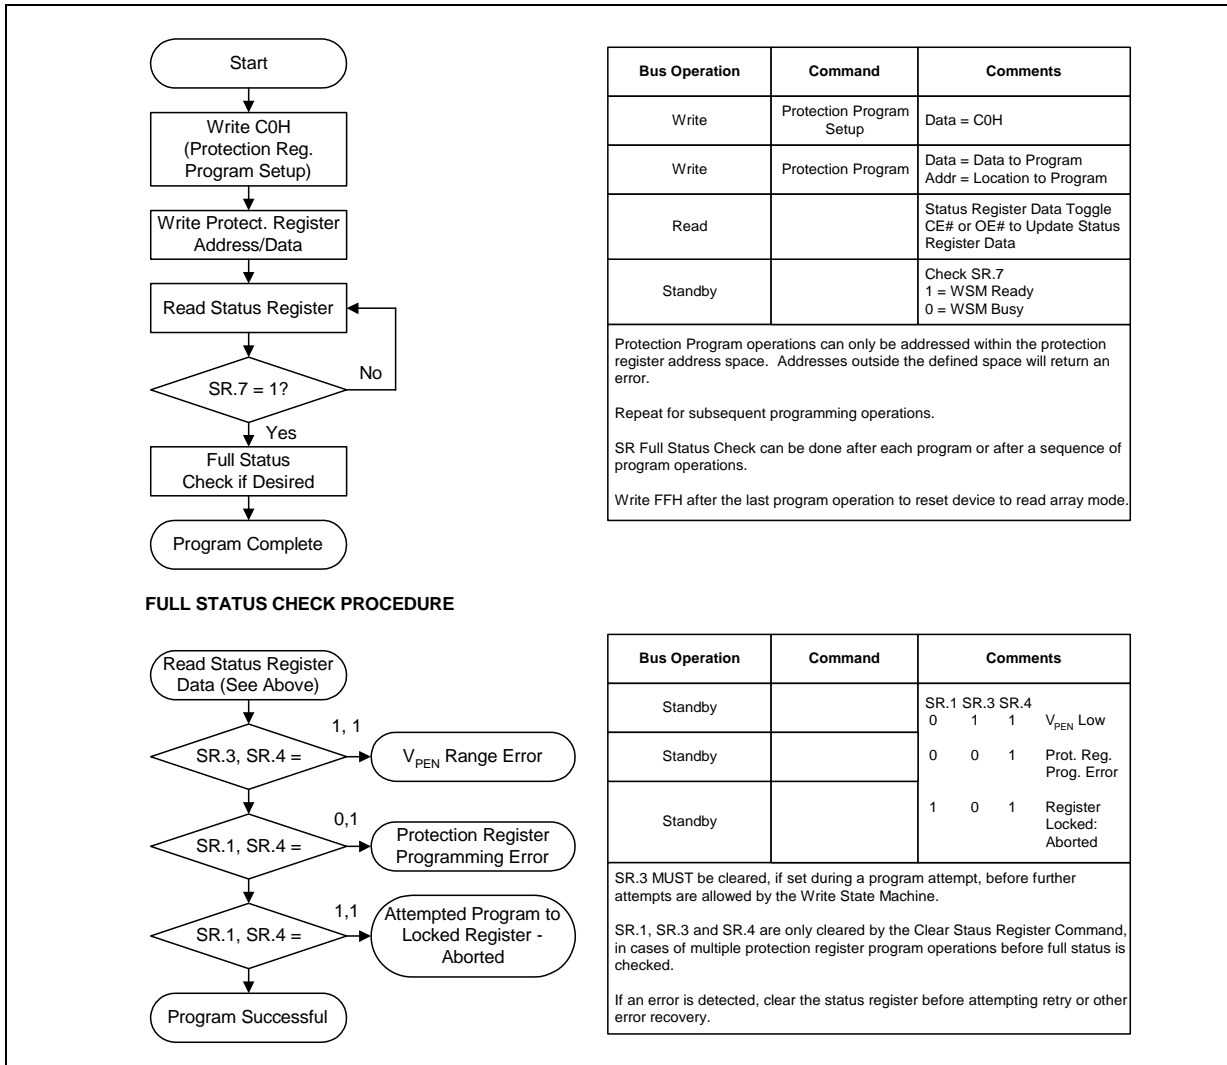 Start
Write C0H
(Protection Reg.
Program Setup)
Write Protect. Register
Address/Data
Read Status Register
No
SR.7 = 1?
Yes
Full Status
Check if Desired
Program Complete
Bus Operation Command Comments
Write Protection Program
Setup Data = C0H
Write Protection Program Data = Data to Program
Addr = Location to Program
Read Status Register Data Toggle
CE# or OE# to Update Status
Register Data
Standby Check SR.7
1 = WSM Ready
0 = WSM Busy
Protection Program operations can only be addressed within the protection
register address space. Addresses outside the defined space will return an
error.
Repeat for subsequent programming operations.
SR Full Status Check can be done after each program or after a sequence of
program operations.
Write FFH after the last program operation to reset device to read array mode.
FULL STATUS CHECK PROCEDURE
Read Status Register
Data (See Above)
1, 1
SR.3, SR.4 =
VPEN Range Error
0,1
SR.1, SR.4 =
Protection Register
Programming Error
1,1
SR.1, SR.4 =
Attempted Program to
Locked Register -
Aborted
Program Successful
Bus Operation Command Comments
Standby SR.1 SR.3 SR.4
0 1 1 VPEN Low
Standby 0 0 1 Prot. Reg.
Prog. Error
Standby 1 0 1 Register
Locked:
Aborted
SR.3 MUST be cleared, if set during a program attempt, before further
attempts are allowed by the Write State Machine.
SR.1, SR.3 and SR.4 are only cleared by the Clear Staus Register Command,
in cases of multiple protection register program operations before full status is
checked.
If an error is detected, clear the status register before attempting retry or other
error recovery.